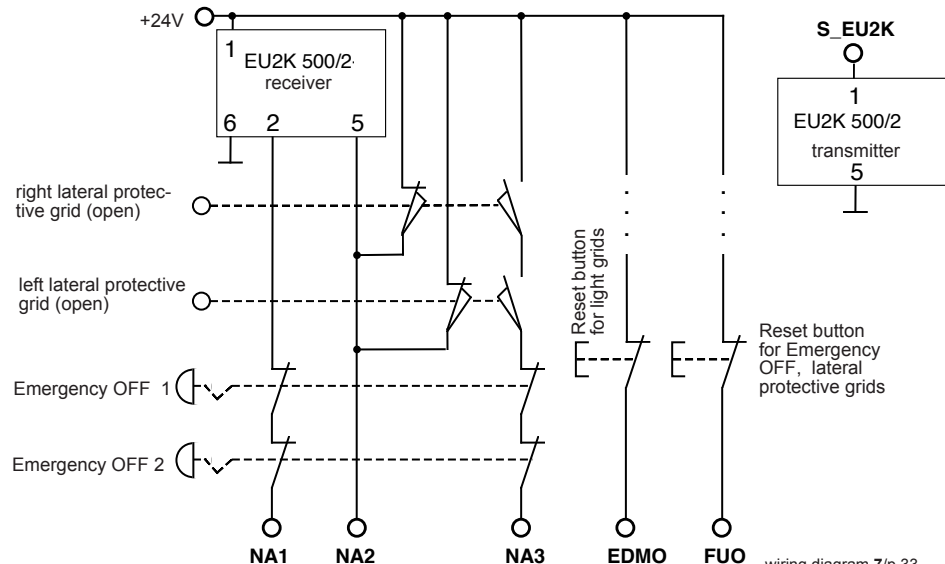 +24V
1
EU2K 500/2
receiver
6 2 5
S_EU2K
1
EU2K 500/2
transmitter
5
right lateral protec-
tive grid (open)
left lateral protective
grid (open)
Reset button
for light grids
Reset button
for Emergency
OFF, lateral
protective grids
Emergency OFF 1
Emergency OFF 2
NA1 NA2 NA3 EDMO FUO
wiring diagram 7/p.33